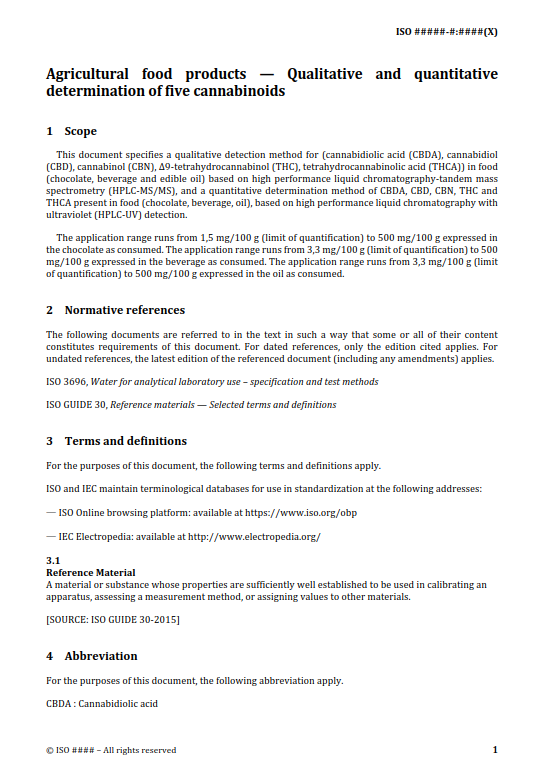 ISO #####-#:####(X)
Agricultural food products — Qualitative and quantitative
determination of five cannabinoids
1 Scope
This document specifies a qualitative detection method for (cannabidiolic acid (CBDA), cannabidiol
(CBD), cannabinol (CBN), Δ9-tetrahydrocannabinol (THC), tetrahydrocannabinolic acid (THCA)) in food
(chocolate, beverage and edible oil) based on high performance liquid chromatography-tandem mass
spectrometry (HPLC-MS/MS), and a quantitative determination method of CBDA, CBD, CBN, THC and
THCA present in food (chocolate, beverage, oil), based on high performance liquid chromatography with
ultraviolet (HPLC-UV) detection.
The application range runs from 1,5 mg/100 g (limit of quantification) to 500 mg/100 g expressed in
the chocolate as consumed. The application range runs from 3,3 mg/100 g (limit of quantification) to 500
mg/100 g expressed in the beverage as consumed. The application range runs from 3,3 mg/100 g (limit
of quantification) to 500 mg/100 g expressed in the oil as consumed.
2 Normative references
The following documents are referred to in the text in such a way that some or all of their content
constitutes requirements of this document. For dated references, only the edition cited applies. For
undated references, the latest edition of the referenced document (including any amendments) applies.
ISO 3696, Water for analytical laboratory use – specification and test methods
ISO GUIDE 30, Reference materials — Selected terms and definitions
3 Terms and definitions
For the purposes of this document, the following terms and definitions apply.
ISO and IEC maintain terminological databases for use in standardization at the following addresses:
— ISO Online browsing platform: available at https://www.iso.org/obp
— IEC Electropedia: available at http://www.electropedia.org/
3.1
Reference Material
A material or substance whose properties are sufficiently well established to be used in calibrating an
apparatus, assessing a measurement method, or assigning values to other materials.
[SOURCE: ISO GUIDE 30-2015]
4 Abbreviation
For the purposes of this document, the following abbreviation apply.
CBDA : Cannabidiolic acid
© ISO #### – All rights reserved 1